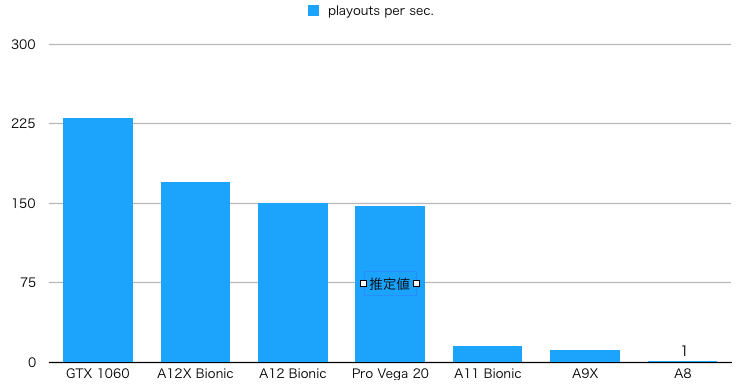 playouts per sec.
300
225
150
75
0
推定値
1
GTX 1060 A12X Bionic A12 Bionic Pro Vega 20 A11 Bionic A9X A8